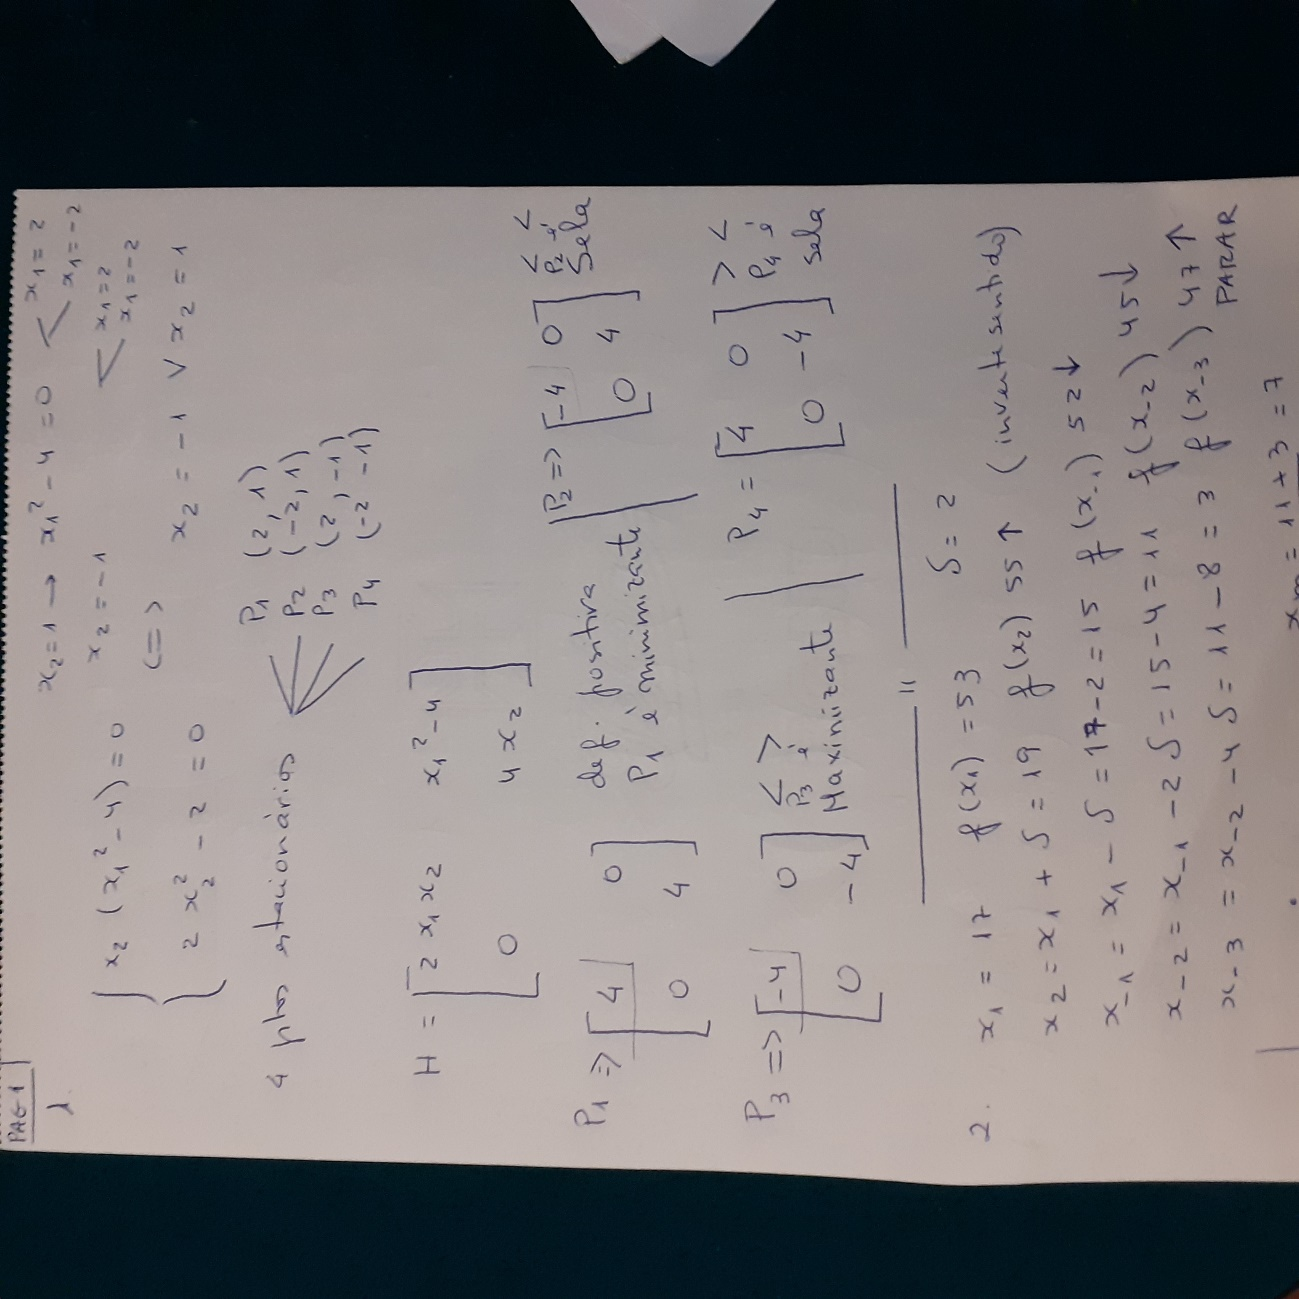 PAG 1
1
{ x2 (x1² - 4) = 0 x2 = 1 → x1² - 4 = 0 < x1 = 2 x1 = -2
x2 = -1 < x1 = 2 x1 = -2
{ 2 x2² - 2 = 0 (=) x2 = -1 ∨ x2 = 1
4 ptos estacionários
P1 (2, 1)
P2 (-2, 1)
P3 (2, -1)
P4 (-2 -1)
H = [ 2 x1 x2 x1² - 4 ]
[ 0 4 x2 ]
P1 => [ 4 0 ] def. positiva P2 => [ -4 0 ] < < P2 é
[ 0 4 ] P1 é minimizante [ 0 4 ] Sela
P3 => [ -4 0 ] < > P3 é P4 = [ 4 0 ] > < P4 é
[ 0 -4 ] Maximizante [ 0 -4 ] sela
=
2. x1 = 17 f(x1) = 53 δ = 2
x2 = x1 + δ = 19 f(x2) 55 ↑ (inverte sentido)
x-1 = x1 - δ = 17 - 2 = 15 f(x-1) 52 ↓
x-2 = x-1 - 2 δ = 15 - 4 = 11 f(x-2) 45 ↓
x-3 = x-2 - 4 δ = 11 - 8 = 3 f(x-3) 47 ↑
PARAR
xm = 11 + 3 = 7